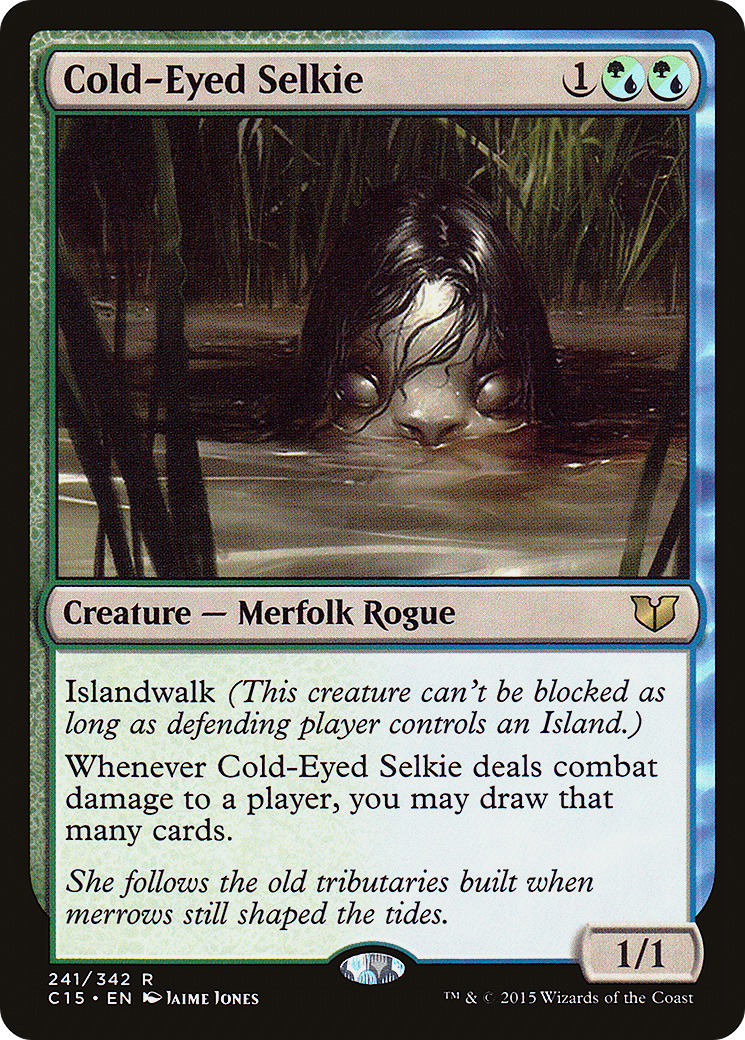 Cold-Eyed Selkie 1
Creature — Merfolk Rogue
Islandwalk (This creature can't be blocked as
long as defending player controls an Island.)
Whenever Cold-Eyed Selkie deals combat
damage to a player, you may draw that
many cards.
She follows the old tributaries built when
merrows still shaped the tides.
1/1
241/342 R
C15 • EN Jaime Jones
™ & © 2015 Wizards of the Coast